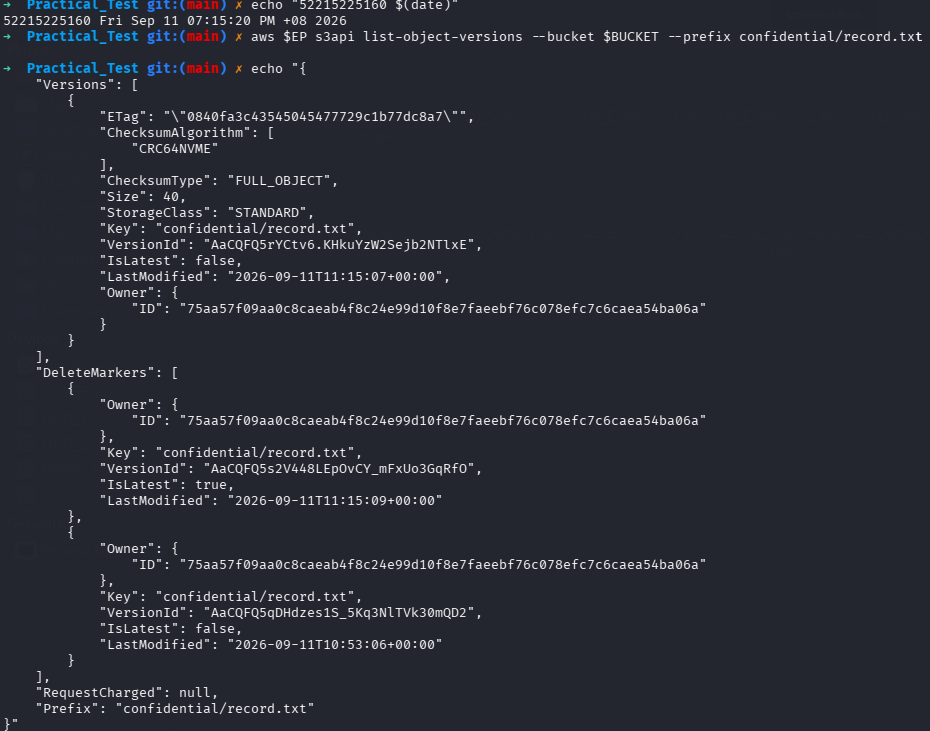 → Practical_Test git:(main) ✗ echo "52215225160 $(date)"
52215225160 Fri Sep 11 07:15:20 PM +08 2026
→ Practical_Test git:(main) ✗ aws $EP s3api list-object-versions --bucket $BUCKET --prefix confidential/record.txt
→ Practical_Test git:(main) ✗ echo "{
    "Versions": [
        {
            "ETag": "\"0840fa3c43545045477729c1b77dc8a7\"",
            "ChecksumAlgorithm": [
                "CRC64NVME"
            ],
            "ChecksumType": "FULL_OBJECT",
            "Size": 40,
            "StorageClass": "STANDARD",
            "Key": "confidential/record.txt",
            "VersionId": "AaCQFQ5rYCtv6.KHkuYzW2Sejb2NTlxE",
            "IsLatest": false,
            "LastModified": "2026-09-11T11:15:07+00:00",
            "Owner": {
                "ID": "75aa57f09aa0c8caeab4f8c24e99d10f8e7faeebf76c078efc7c6caea54ba06a"
            }
        }
    ],
    "DeleteMarkers": [
        {
            "Owner": {
                "ID": "75aa57f09aa0c8caeab4f8c24e99d10f8e7faeebf76c078efc7c6caea54ba06a"
            },
            "Key": "confidential/record.txt",
            "VersionId": "AaCQFQ5s2V448LEpOvCY_mFxUo3GqRfO",
            "IsLatest": true,
            "LastModified": "2026-09-11T11:15:09+00:00"
        },
        {
            "Owner": {
                "ID": "75aa57f09aa0c8caeab4f8c24e99d10f8e7faeebf76c078efc7c6caea54ba06a"
            },
            "Key": "confidential/record.txt",
            "VersionId": "AaCQFQ5qDHdzes1S_5Kq3NlTVk30mQD2",
            "IsLatest": false,
            "LastModified": "2026-09-11T10:53:06+00:00"
        }
    ],
    "RequestCharged": null,
    "Prefix": "confidential/record.txt"
}"